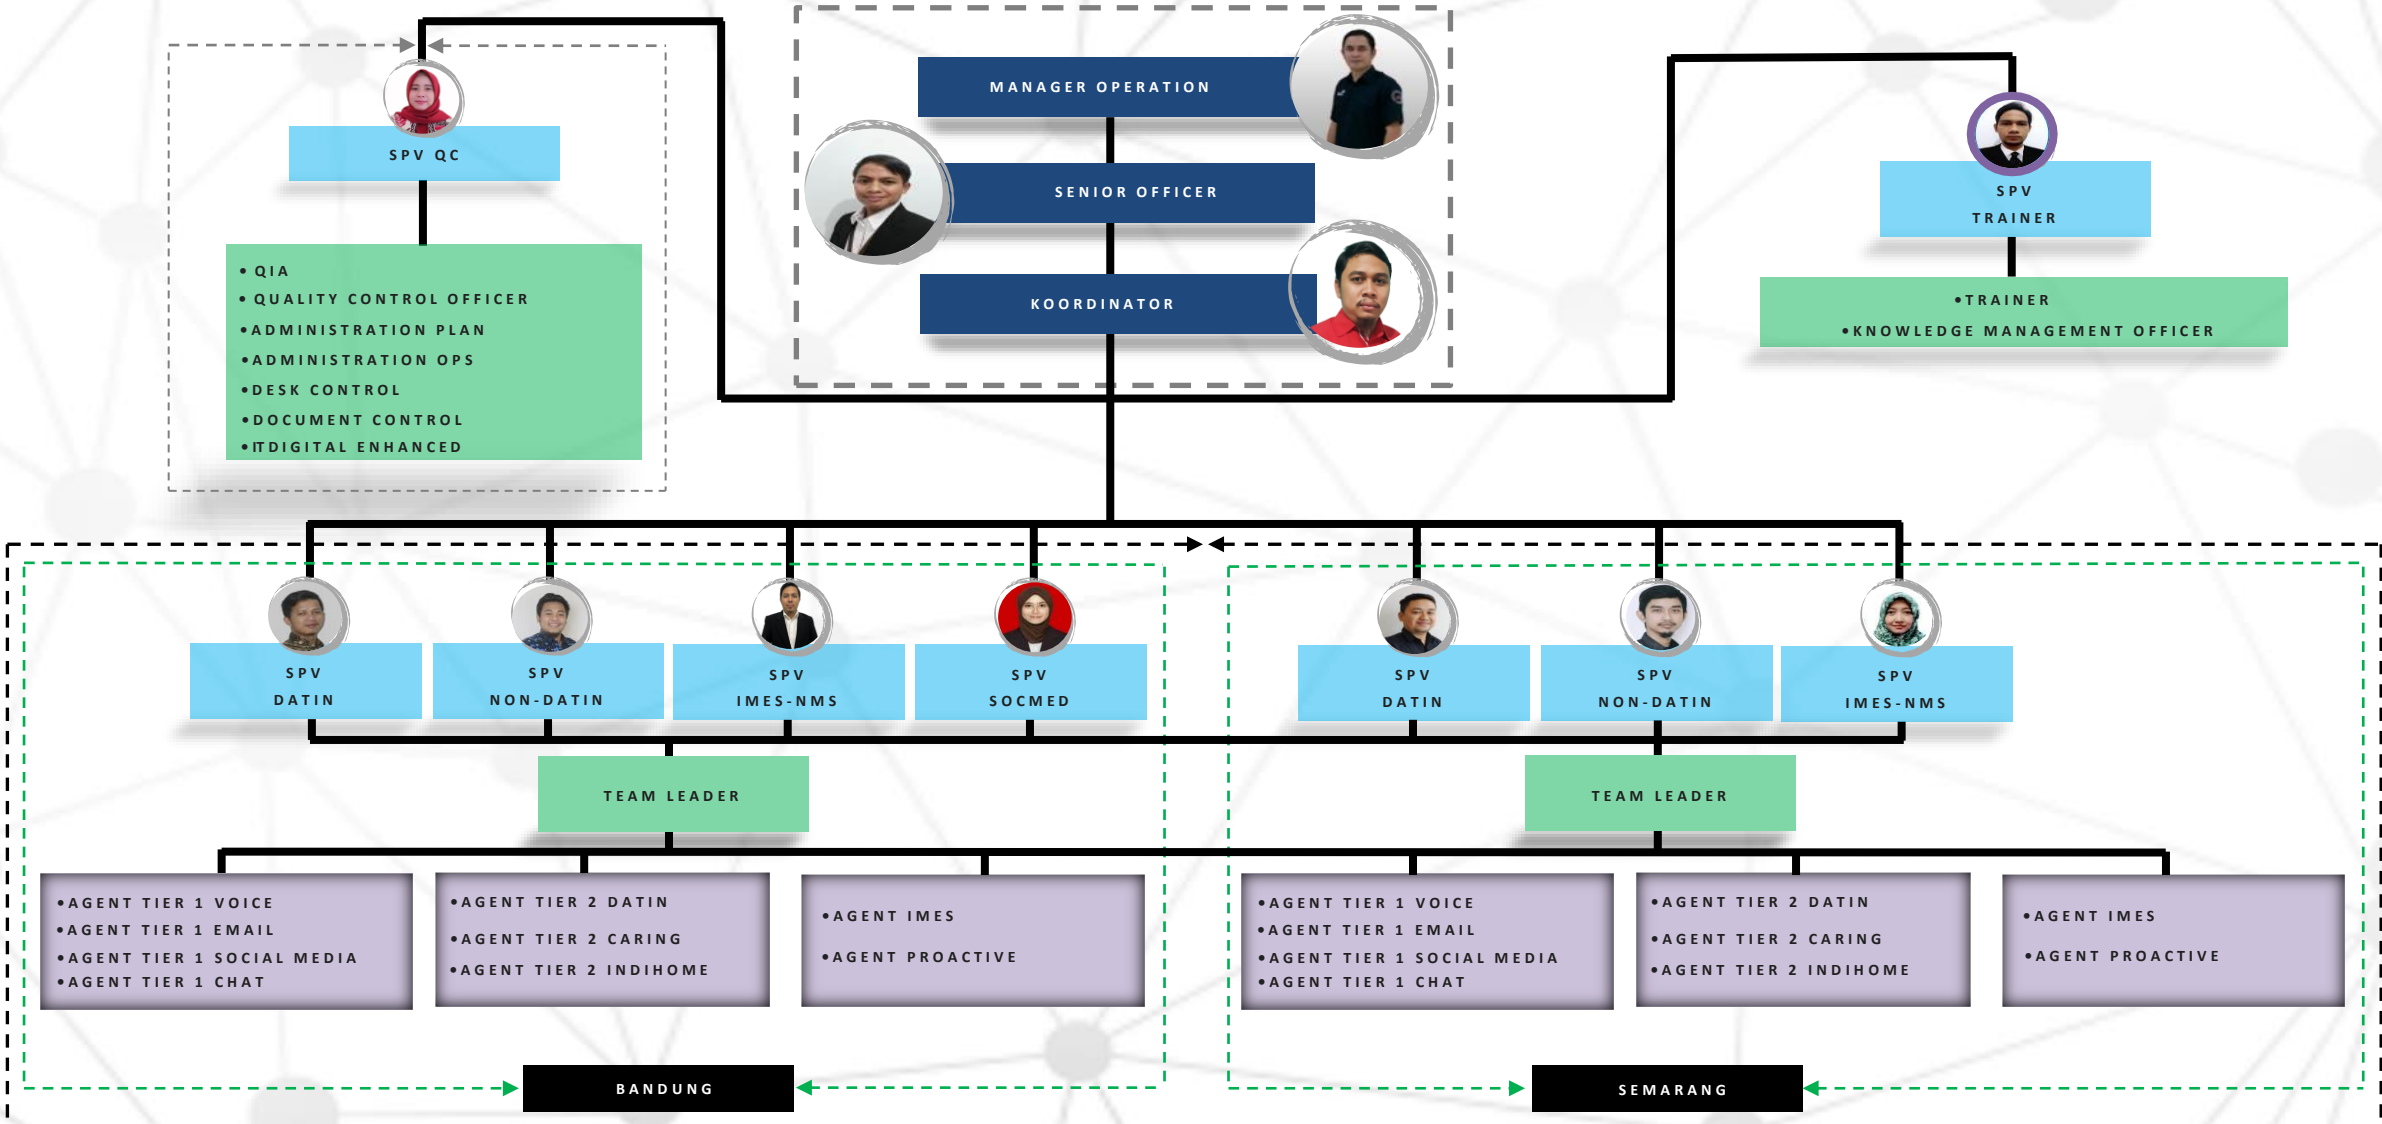 MANAGER OPERATION
SENIOR OFFICER
KOORDINATOR
SPV QC
• QIA
• QUALITY CONTROL OFFICER
•ADMINISTRATION PLAN
•ADMINISTRATION OPS
•DESK CONTROL
•DOCUMENT CONTROL
•ITDIGITAL ENHANCED
SPV
TRAINER
•TRAINER
•KNOWLEDGE MANAGEMENT OFFICER
SPV
DATIN
SPV
NON-DATIN
SPV
IMES-NMS
SPV
SOCMED
SPV
DATIN
SPV
NON-DATIN
SPV
IMES-NMS
TEAM LEADER
TEAM LEADER
•AGENT TIER 1 VOICE
•AGENT TIER 1 EMAIL
•AGENT TIER 1 SOCIAL MEDIA
•AGENT TIER 1 CHAT
•AGENT TIER 2 DATIN
•AGENT TIER 2 CARING
•AGENT TIER 2 INDIHOME
•AGENT IMES
•AGENT PROACTIVE
•AGENT TIER 1 VOICE
•AGENT TIER 1 EMAIL
•AGENT TIER 1 SOCIAL MEDIA
•AGENT TIER 1 CHAT
•AGENT TIER 2 DATIN
•AGENT TIER 2 CARING
•AGENT TIER 2 INDIHOME
•AGENT IMES
•AGENT PROACTIVE
BANDUNG
SEMARANG